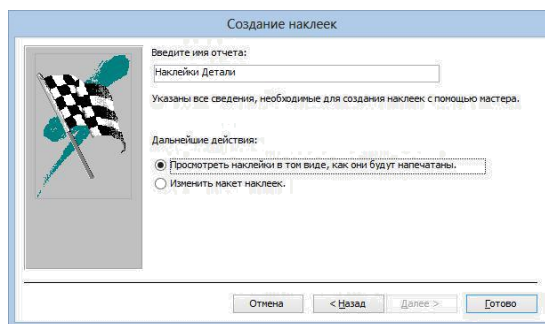 Создание наклеек
Введите имя отчета:
Наклейки Детали
Указаны все сведения, необходимые для создания наклеек с помощью мастера.
Дальнейшие действия:
Просмотреть наклейки в том виде, как они будут напечатаны.
Изменить макет наклеек.
Отмена < Назад Далее > Готово